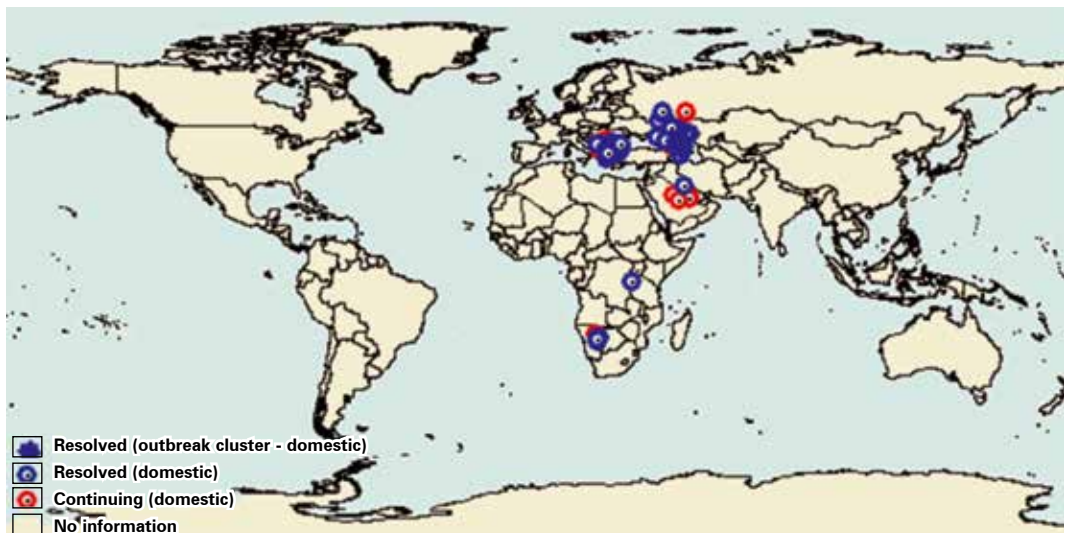 Resolved (outbreak cluster - domestic)
Resolved (domestic)
Continuing (domestic)
No information